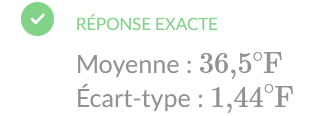 RÉPONSE EXACTE
Moyenne : 36,5°F
Écart-type : 1,44°F